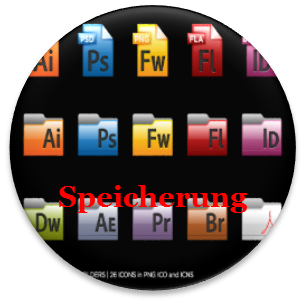 PSD PNG FLA
Ai Ps Fw Fl ID
Ai Ps Fw Fl ID
Speicherung
Dw AE Pr Br
LDERS | 26 ICONS in PNG ICO and ICNS